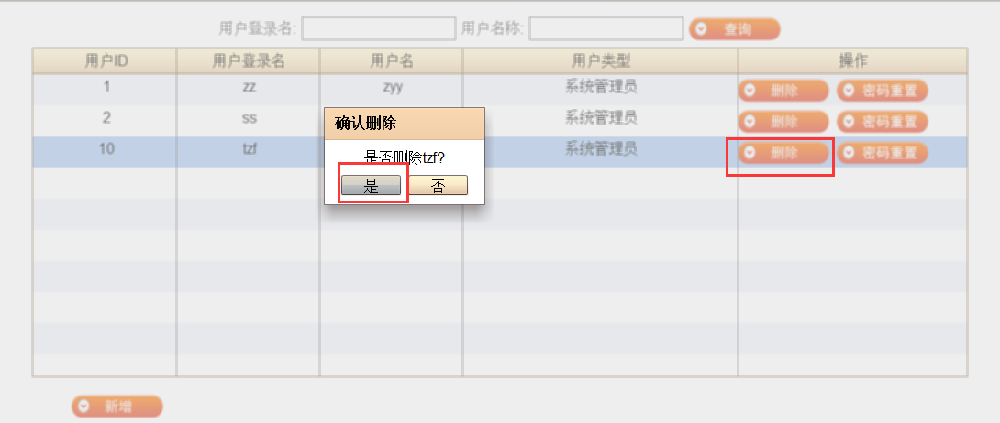 用户登录名: 用户名称: 查询
用户ID 用户登录名 用户名 用户类型 操作
1 zz zyy 系统管理员 删除 密码重置
2 ss 系统管理员 删除 密码重置
确认删除
10 tzf 系统管理员 删除 密码重置
是否删除tzf?
是 否
新增